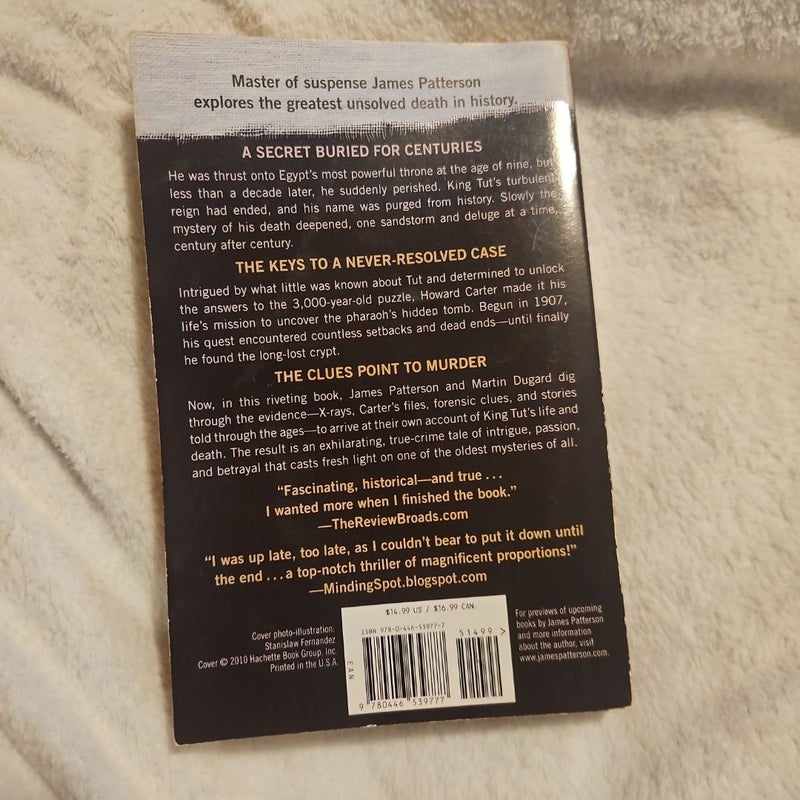 Master of suspense James Patterson
explores the greatest unsolved death in history.
A SECRET BURIED FOR CENTURIES
He was thrust onto Egypt's most powerful throne at the age of nine, but
less than a decade later, he suddenly perished. King Tut's turbulent
reign had ended, and his name was purged from history. Slowly the
mystery of his death deepened, one sandstorm and deluge at a time,
century after century.
THE KEYS TO A NEVER-RESOLVED CASE
Intrigued by what little was known about Tut and determined to unlock
the answers to the 3,000-year-old puzzle, Howard Carter made it his
life's mission to uncover the pharaoh's hidden tomb. Begun in 1907,
his quest encountered countless setbacks and dead ends—until finally
he found the long-lost crypt.
THE CLUES POINT TO MURDER
Now, in this riveting book, James Patterson and Martin Dugard dig
through the evidence—X-rays, Carter's files, forensic clues, and stories
told through the ages—to arrive at their own account of King Tut's life and
death. The result is an exhilarating, true-crime tale of intrigue, passion,
and betrayal that casts fresh light on one of the oldest mysteries of all.
"Fascinating, historical—and true . . .
I wanted more when I finished the book."
—TheReviewBroads.com
"I was up late, too late, as I couldn't bear to put it down until
the end . . . a top-notch thriller of magnificent proportions!"
—MindingSpot.blogspot.com
Cover photo-illustration:
Stanislaw Fernandez
Cover © 2010 Hachette Book Group, Inc.
Printed in the U.S.A.
EAN
$14.99 US / $16.99 CAN.
ISBN 978-0-446-53977-7
51499 >
9 780446 539777
For previews of upcoming
books by James Patterson
and more information
about the author, visit
www.jamespatterson.com.